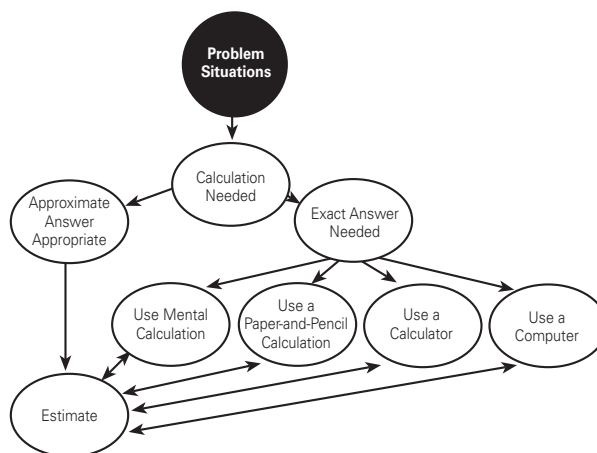 Problem
Situations
Calculation
Needed
Approximate
Answer
Appropriate
Exact Answer
Needed
Use Mental
Calculation
Use a
Paper-and-Pencil
Calculation
Use a
Calculator
Use a
Computer
Estimate